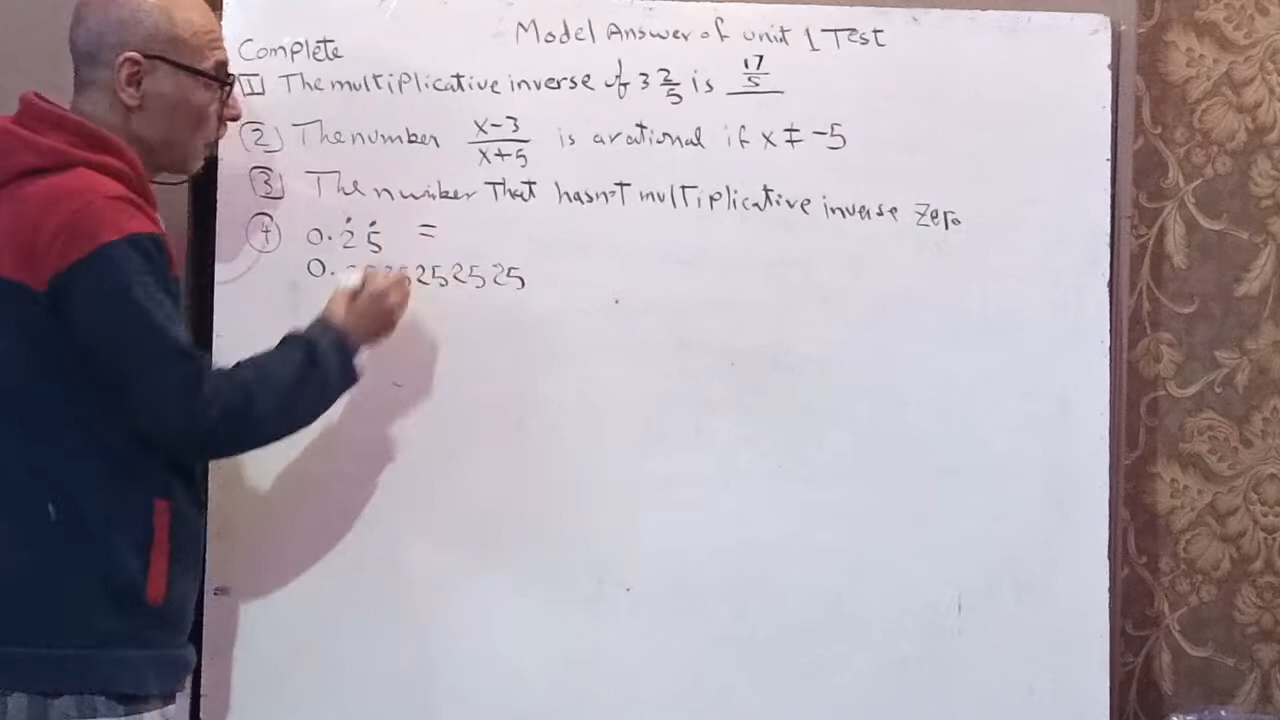 Model Answer of unit 1 Test
Complete
1 The multiplicative inverse of 3 2/5 is 17/5
2 The number x-3/x+5 is a rational if x ≠ -5
3 The number That hasn't multiplicative inverse Zero
4 0.2̇5̇ =
0. 5252525